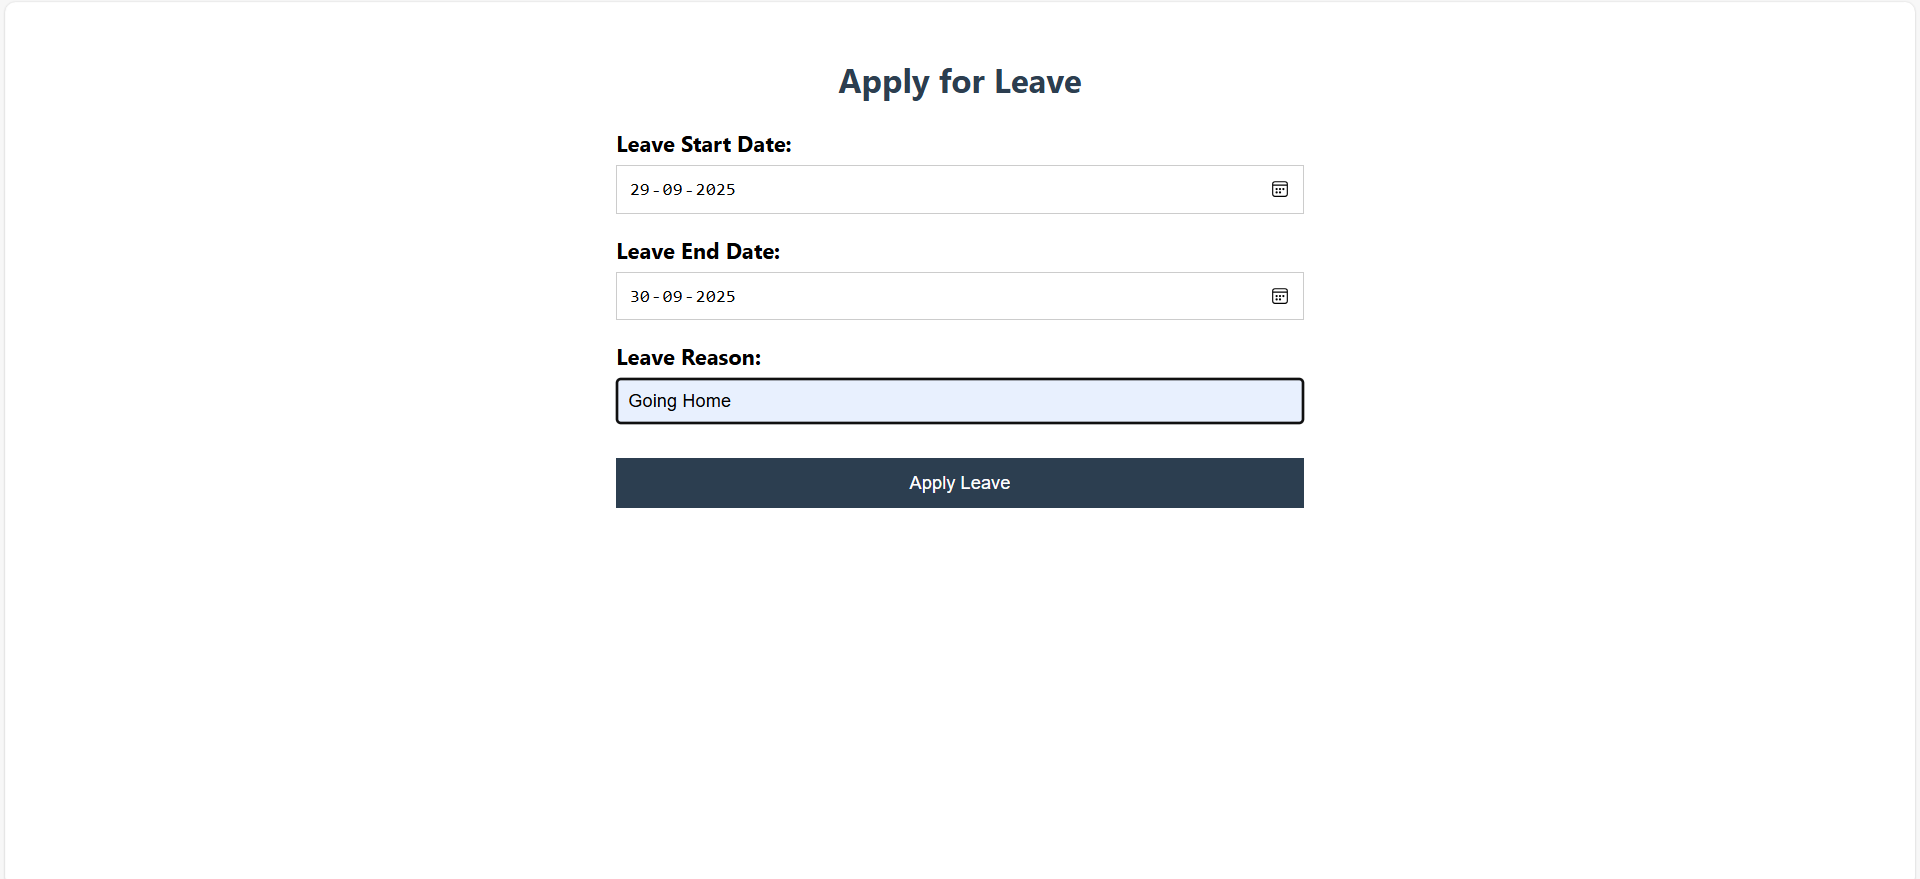 Apply for Leave
Leave Start Date:
29-09-2025
Leave End Date:
30-09-2025
Leave Reason:
Going Home
Apply Leave